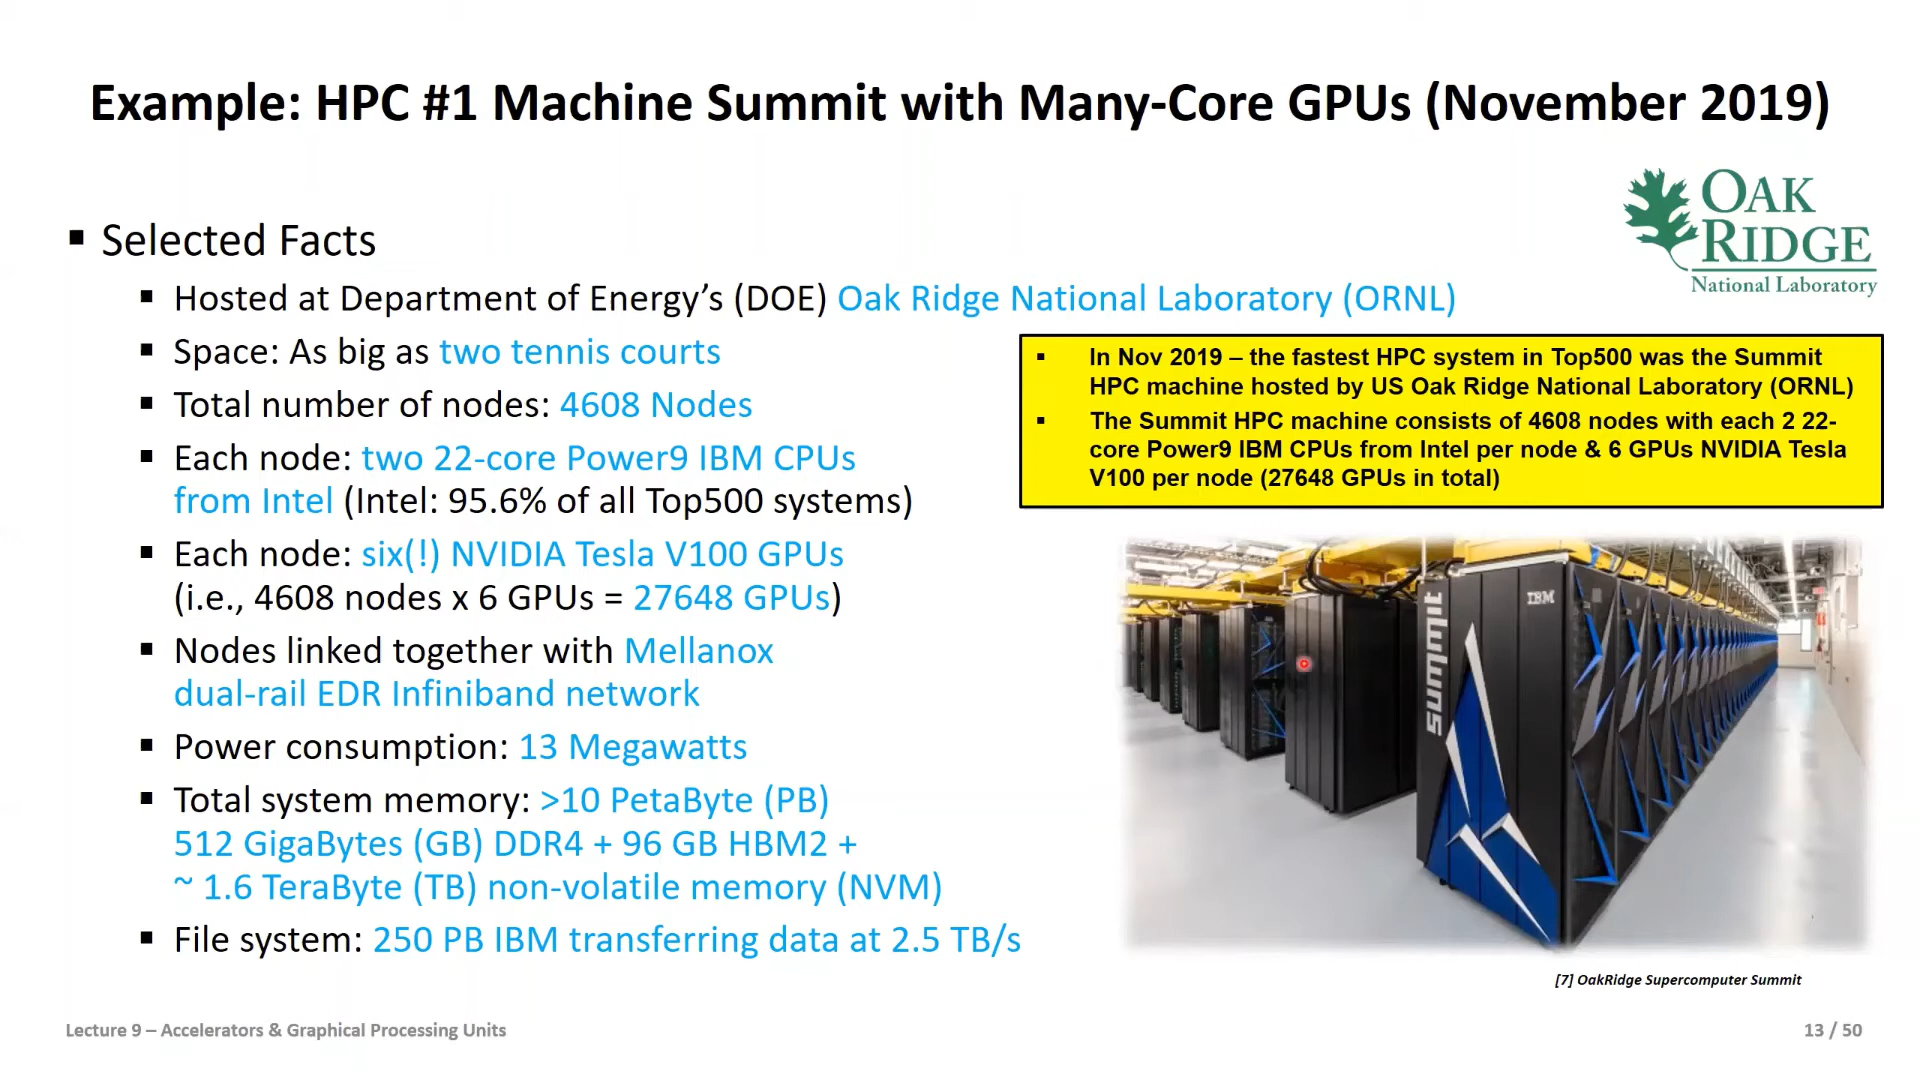 Example: HPC #1 Machine Summit with Many-Core GPUs (November 2019)
OAK
RIDGE
National Laboratory
▪ Selected Facts
▪ Hosted at Department of Energy’s (DOE) Oak Ridge National Laboratory (ORNL)
▪ Space: As big as two tennis courts
▪ Total number of nodes: 4608 Nodes
▪ Each node: two 22-core Power9 IBM CPUs
from Intel (Intel: 95.6% of all Top500 systems)
▪ Each node: six(!) NVIDIA Tesla V100 GPUs
(i.e., 4608 nodes x 6 GPUs = 27648 GPUs)
▪ Nodes linked together with Mellanox
dual-rail EDR Infiniband network
▪ Power consumption: 13 Megawatts
▪ Total system memory: >10 PetaByte (PB)
512 GigaBytes (GB) DDR4 + 96 GB HBM2 +
~ 1.6 TeraByte (TB) non-volatile memory (NVM)
▪ File system: 250 PB IBM transferring data at 2.5 TB/s
▪ In Nov 2019 – the fastest HPC system in Top500 was the Summit
HPC machine hosted by US Oak Ridge National Laboratory (ORNL)
▪ The Summit HPC machine consists of 4608 nodes with each 2 22-
core Power9 IBM CPUs from Intel per node & 6 GPUs NVIDIA Tesla
V100 per node (27648 GPUs in total)
summit
IBM
[7] OakRidge Supercomputer Summit
Lecture 9 – Accelerators & Graphical Processing Units
13 / 50